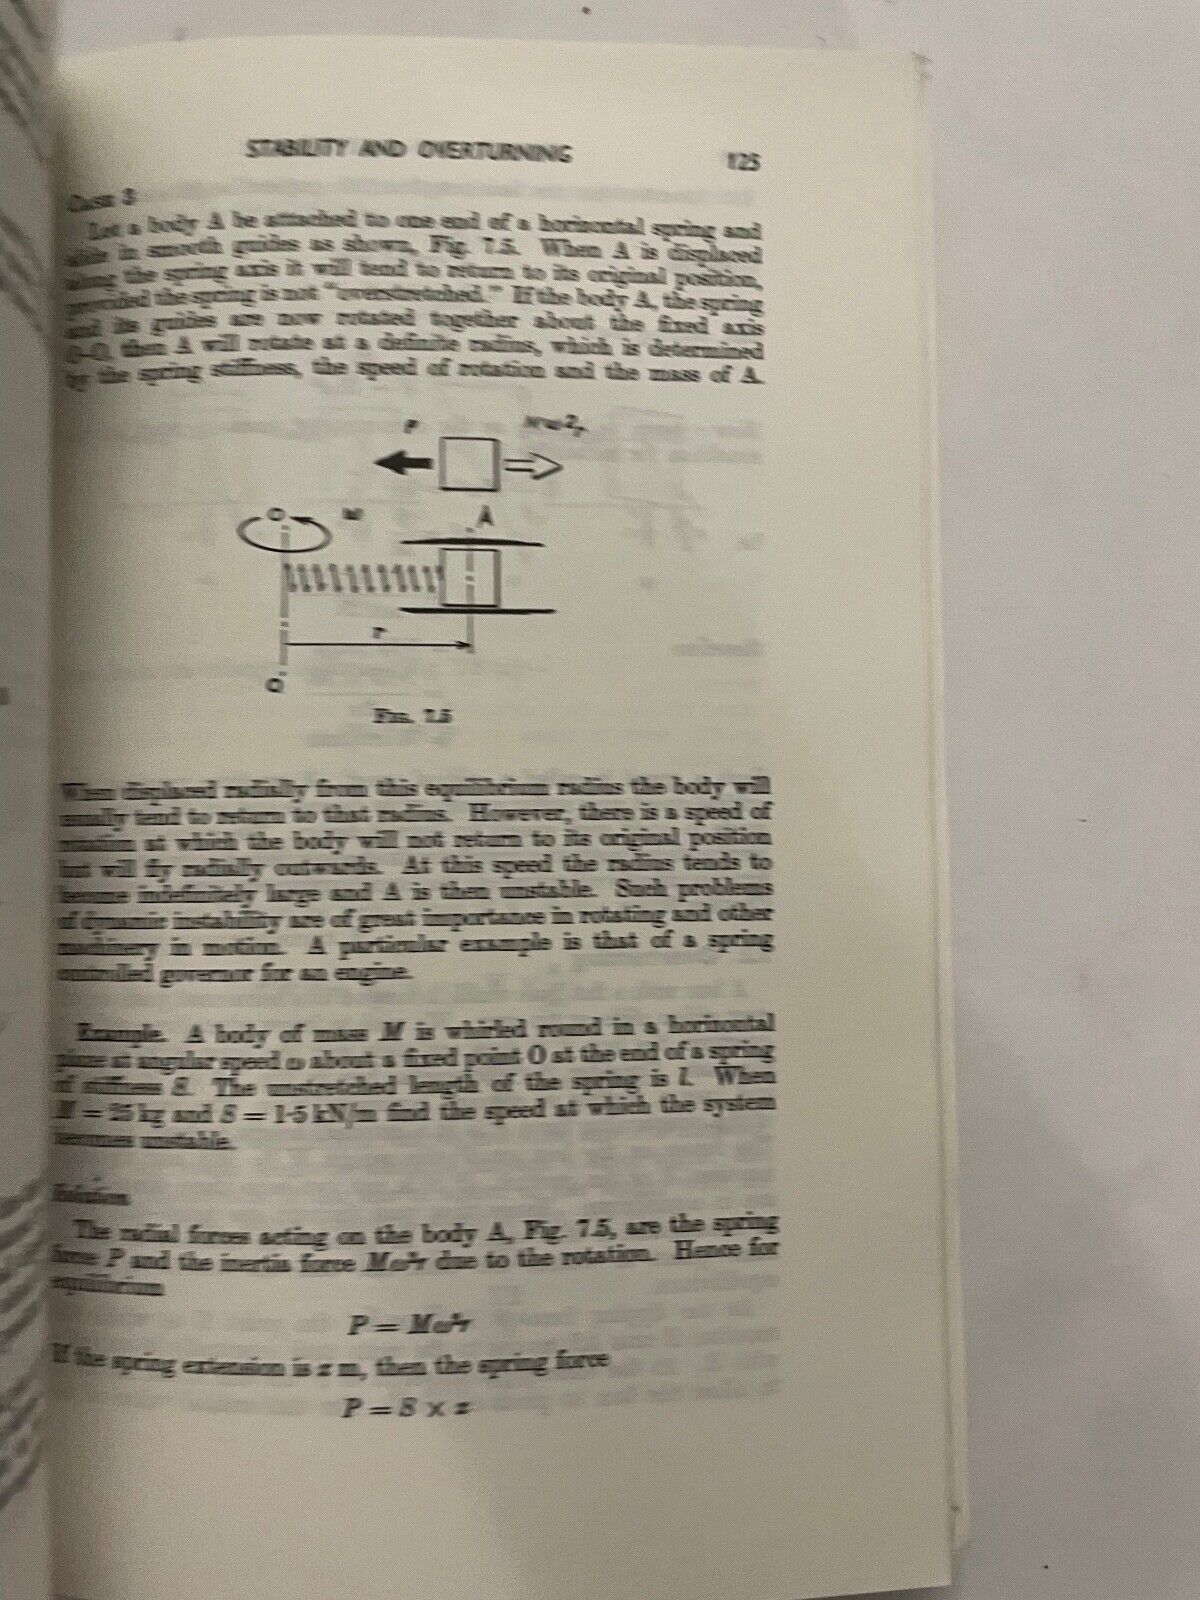 STABILITY AND OVERTURNING 125
CASE 3
Let a body A be attached to one end of a horizontal spring and
slide in smooth guides as shown, Fig. 7.5. When A is displaced
along the spring axis it will tend to return to its original position,
provided the spring is not "overstretched." If the body A, the spring
and its guides are now rotated together about the fixed axis
O–O, then A will rotate at a definite radius, which is determined
by the spring stiffness, the speed of rotation and the mass of A.
P Mω²r
O M A
r
O
FIG. 7.5
When displaced radially from this equilibrium radius the body will
usually tend to return to that radius. However, there is a speed of
rotation at which the body will not return to its original position
but will fly radially outwards. At this speed the radius tends to
become indefinitely large and A is then unstable. Such problems
of dynamic instability are of great importance in rotating and other
machinery in motion. A particular example is that of a spring
controlled governor for an engine.
Example. A body of mass M is whirled round in a horizontal
plane at angular speed ω about a fixed point O at the end of a spring
of stiffness S. The unstretched length of the spring is l. When
M = 25 kg and S = 1·5 kN/m find the speed at which the system
becomes unstable.
Solution
The radial forces acting on the body A, Fig. 7.5, are the spring
force P and the inertia force Mω²r due to the rotation. Hence for
equilibrium
P = Mω²r
If the spring extension is x m, then the spring force
P = S × x